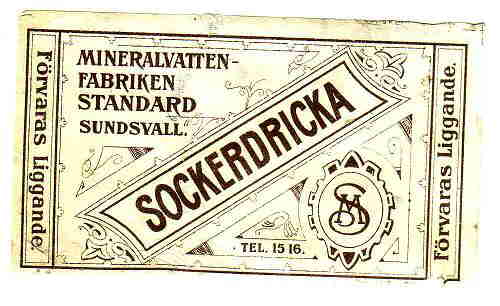 Förvaras Liggande
MINERALVATTEN-
FABRIKEN
STANDARD
SUNDSVALL.
SOCKERDRICKA
TEL. 15 16.
Förvaras Liggande.